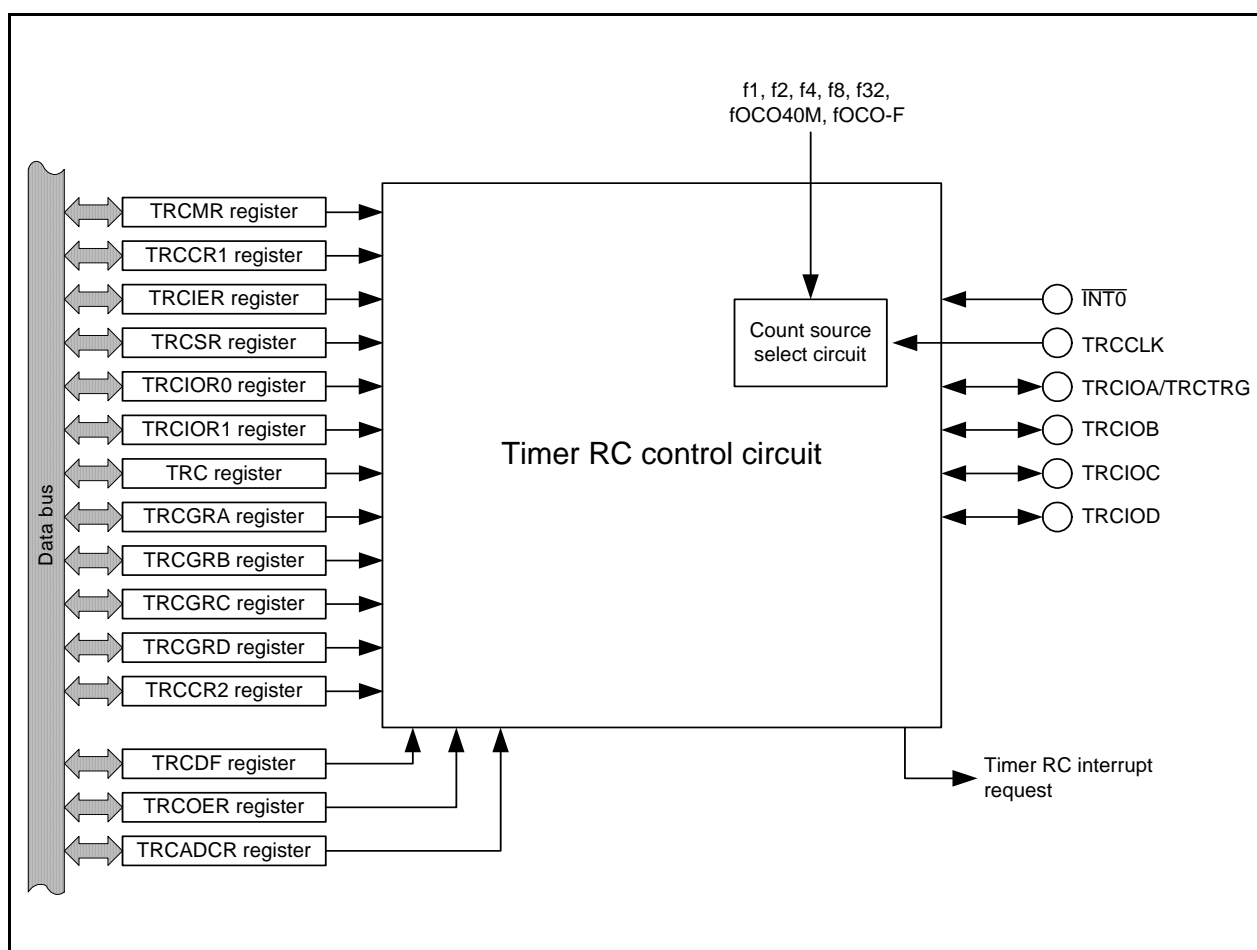 f1, f2, f4, f8, f32,
fOCO40M, fOCO-F
Data bus
TRCMR register
TRCCR1 register
TRCIER register
TRCSR register
TRCIOR0 register
TRCIOR1 register
TRC register
TRCGRA register
TRCGRB register
TRCGRC register
TRCGRD register
TRCCR2 register
TRCDF register
TRCOER register
TRCADCR register
Count source
select circuit
Timer RC control circuit
INT0
TRCCLK
TRCIOA/TRCTRG
TRCIOB
TRCIOC
TRCIOD
Timer RC interrupt
request